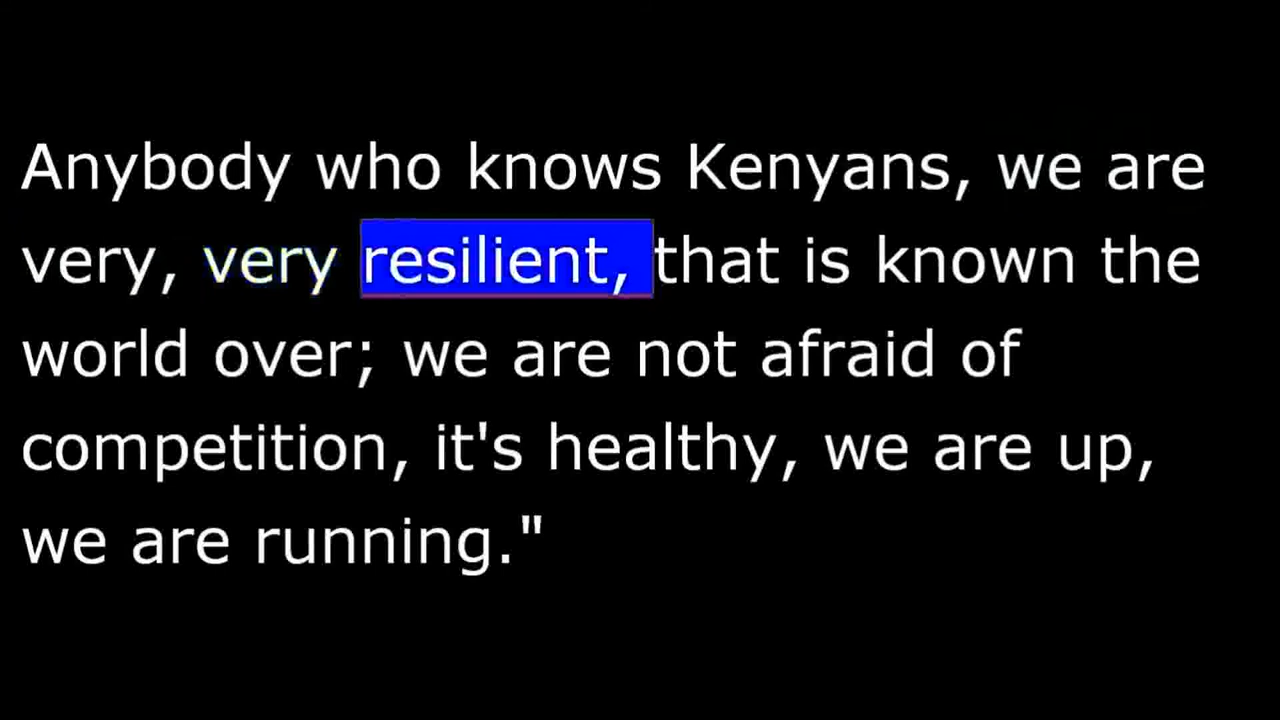 Anybody who knows Kenyans, we are
very, very resilient, that is known the
world over; we are not afraid of
competition, it's healthy, we are up,
we are running."